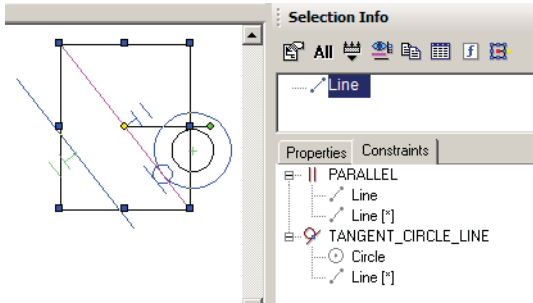 Selection Info
All
Line
Properties Constraints
PARALLEL
Line
Line [*]
TANGENT_CIRCLE_LINE
Circle
Line [*]